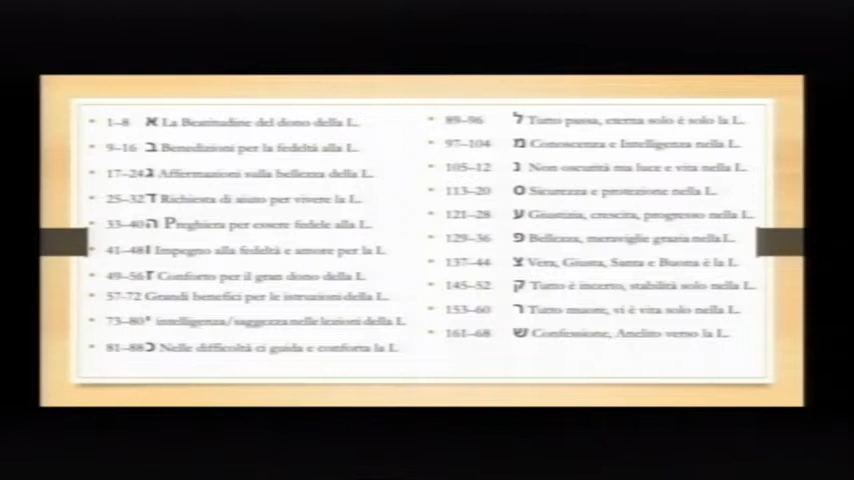 1–8 א La Beatitudine del dono della L.
9–16 ב Benedizioni per la fedeltà alla L.
17–24 ג Affermazioni sulla bellezza della L.
25–32 ד Richiesta di aiuto per vivere la L.
33–40 ה Preghiera per essere fedele alla L.
41–48 ו Impegno alla fedeltà e amore per la L
49–56 ז Conforto per il gran dono della L
57-72 Grandi benefici per le istruzioni della L.
73–80 י intelligenza/saggezza nelle lezioni della L
81–88 כ Nelle difficoltà ci guida e conforta la L
89–96 ל Tutto passa, eterna solo è solo la L.
97–104 מ Conoscenza e Intelligenza nella L.
105–12 נ Non oscurità ma luce e vita nella L.
113–20 ס Sicurezza e protezione nella L.
121–28 ע Giustizia, crescita, progresso nella L.
129–36 פ Bellezza, meraviglie grazia nella L.
137–44 צ Vera, Giusta, Santa e Buona è la L.
145–52 ק Tutto è incerto, stabilità solo nella L.
153–60 ר Tutto muore, vi è vita solo nella L.
161–68 ש Confessione, Anelito verso la L.